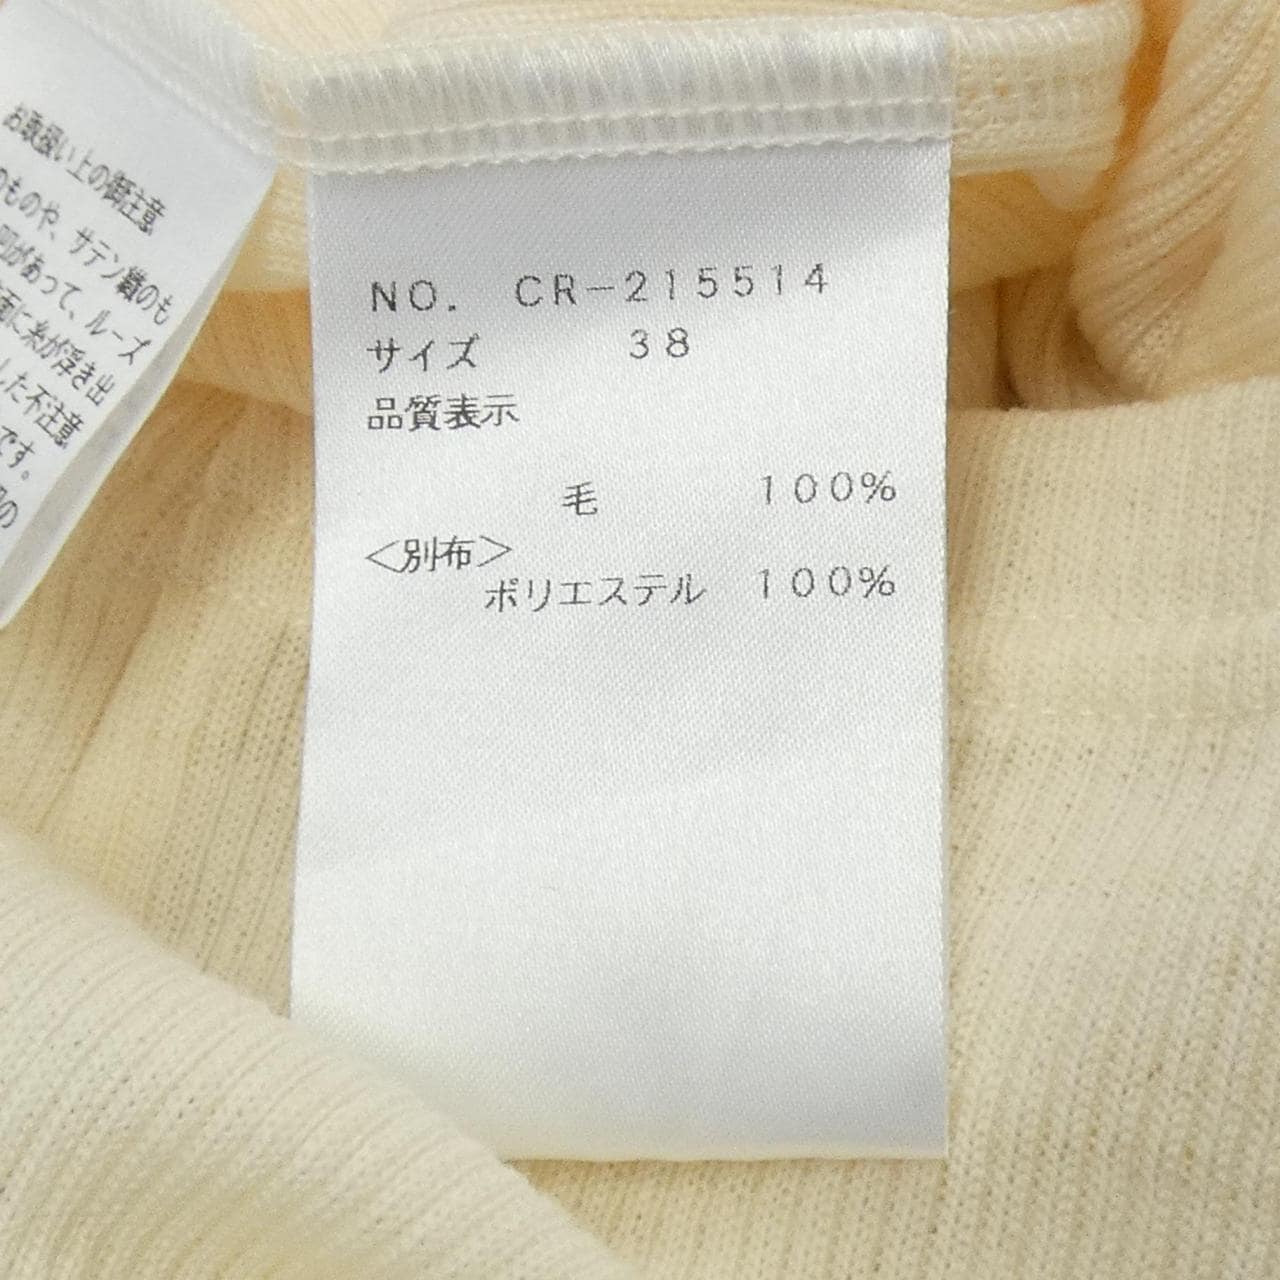 お取扱い上の御注意
のものや、サテン織のも
凹があって、ルーズ
面に糸が浮き出
した不注意
です。
の
NO. CR-215514
サイズ 38
品質表示
毛 100%
＜別布＞
ポリエステル 100%